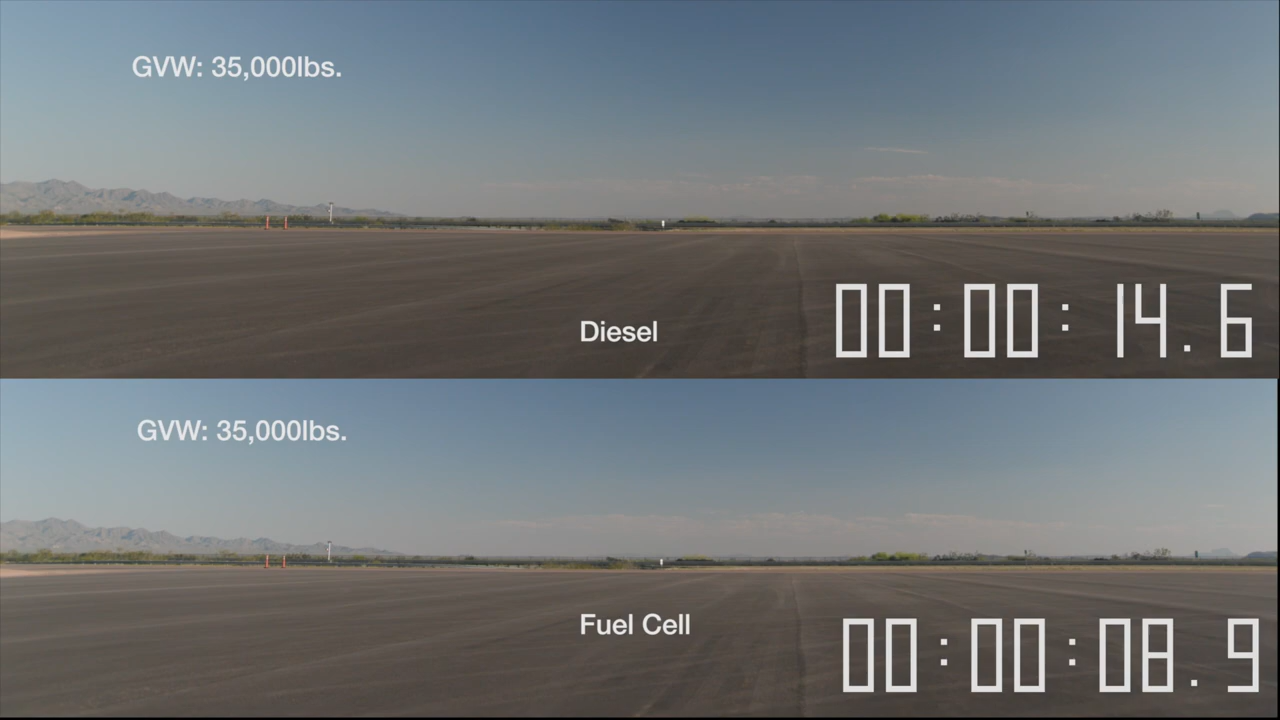 GVW: 35,000lbs.
Diesel
00:00:14.6
GVW: 35,000lbs.
Fuel Cell
00:00:08.9